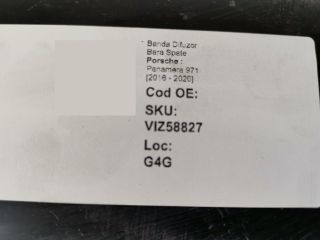 Banda Difuzor
Bara Spate
Porsche :
Panamera 971
[2016 - 2020]
Cod OE:
SKU:
VIZ58827
Loc:
G4G